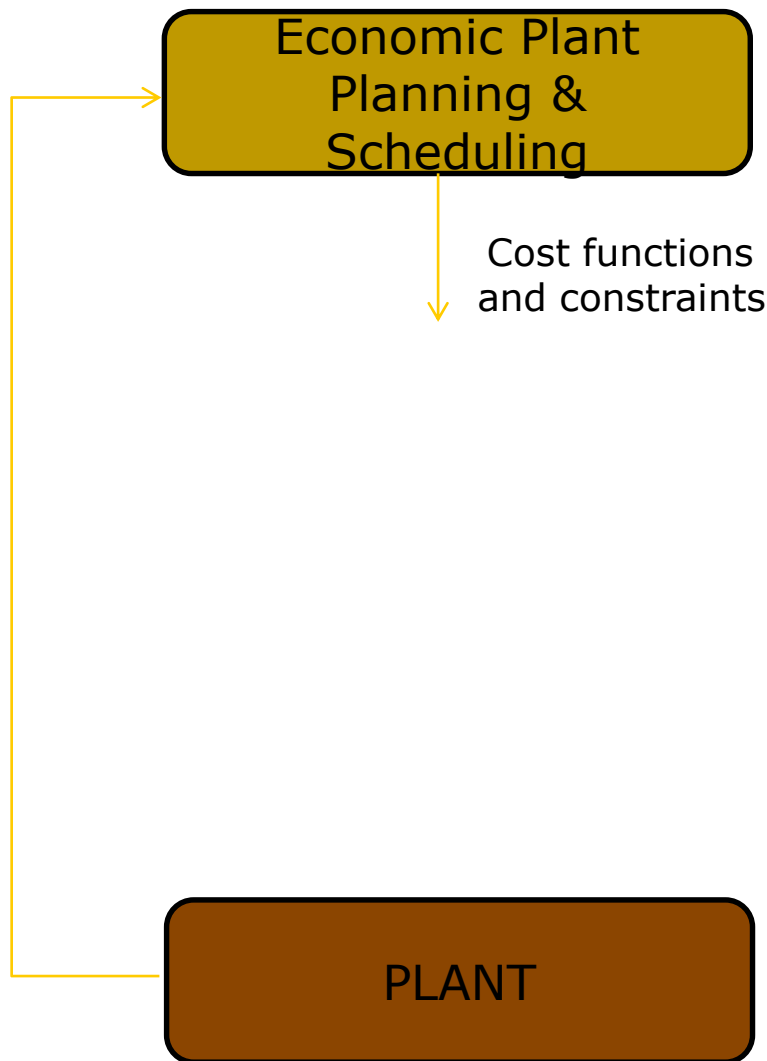 Economic Plant
Planning &
Scheduling
Cost functions
and constraints
PLANT